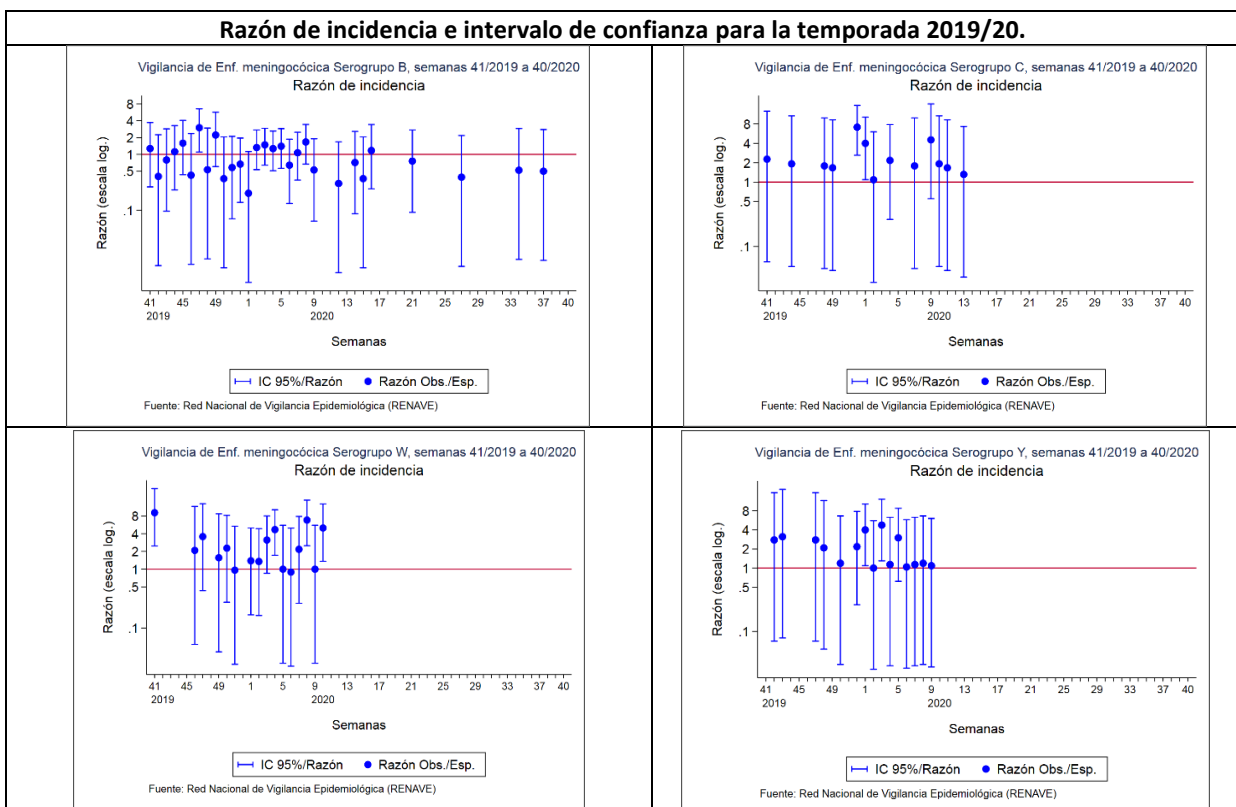 Razón de incidencia e intervalo de confianza para la temporada 2019/20.
Vigilancia de Enf. meningocócica Serogrupo B, semanas 41/2019 a 40/2020
Razón de incidencia
Razón (escala log.)
8
4
2
1
.5
.1
41 45 49 1 5 9 13 17 21 25 29 33 37 40
2019 2020
Semanas
IC 95%/Razón Razón Obs./Esp.
Fuente: Red Nacional de Vigilancia Epidemiológica (RENAVE)
Vigilancia de Enf. meningocócica Serogrupo C, semanas 41/2019 a 40/2020
Razón de incidencia
Razón (escala log.)
8
4
2
1
.5
.1
41 45 49 1 5 9 13 17 21 25 29 33 37 40
2019 2020
Semanas
IC 95%/Razón Razón Obs./Esp.
Fuente: Red Nacional de Vigilancia Epidemiológica (RENAVE)
Vigilancia de Enf. meningocócica Serogrupo W, semanas 41/2019 a 40/2020
Razón de incidencia
Razón (escala log.)
8
4
2
1
.5
.1
41 45 49 1 5 9 13 17 21 25 29 33 37 40
2019 2020
Semanas
IC 95%/Razón Razón Obs./Esp.
Fuente: Red Nacional de Vigilancia Epidemiológica (RENAVE)
Vigilancia de Enf. meningocócica Serogrupo Y, semanas 41/2019 a 40/2020
Razón de incidencia
Razón (escala log.)
8
4
2
1
.5
.1
41 45 49 1 5 9 13 17 21 25 29 33 37 40
2019 2020
Semanas
IC 95%/Razón Razón Obs./Esp.
Fuente: Red Nacional de Vigilancia Epidemiológica (RENAVE)